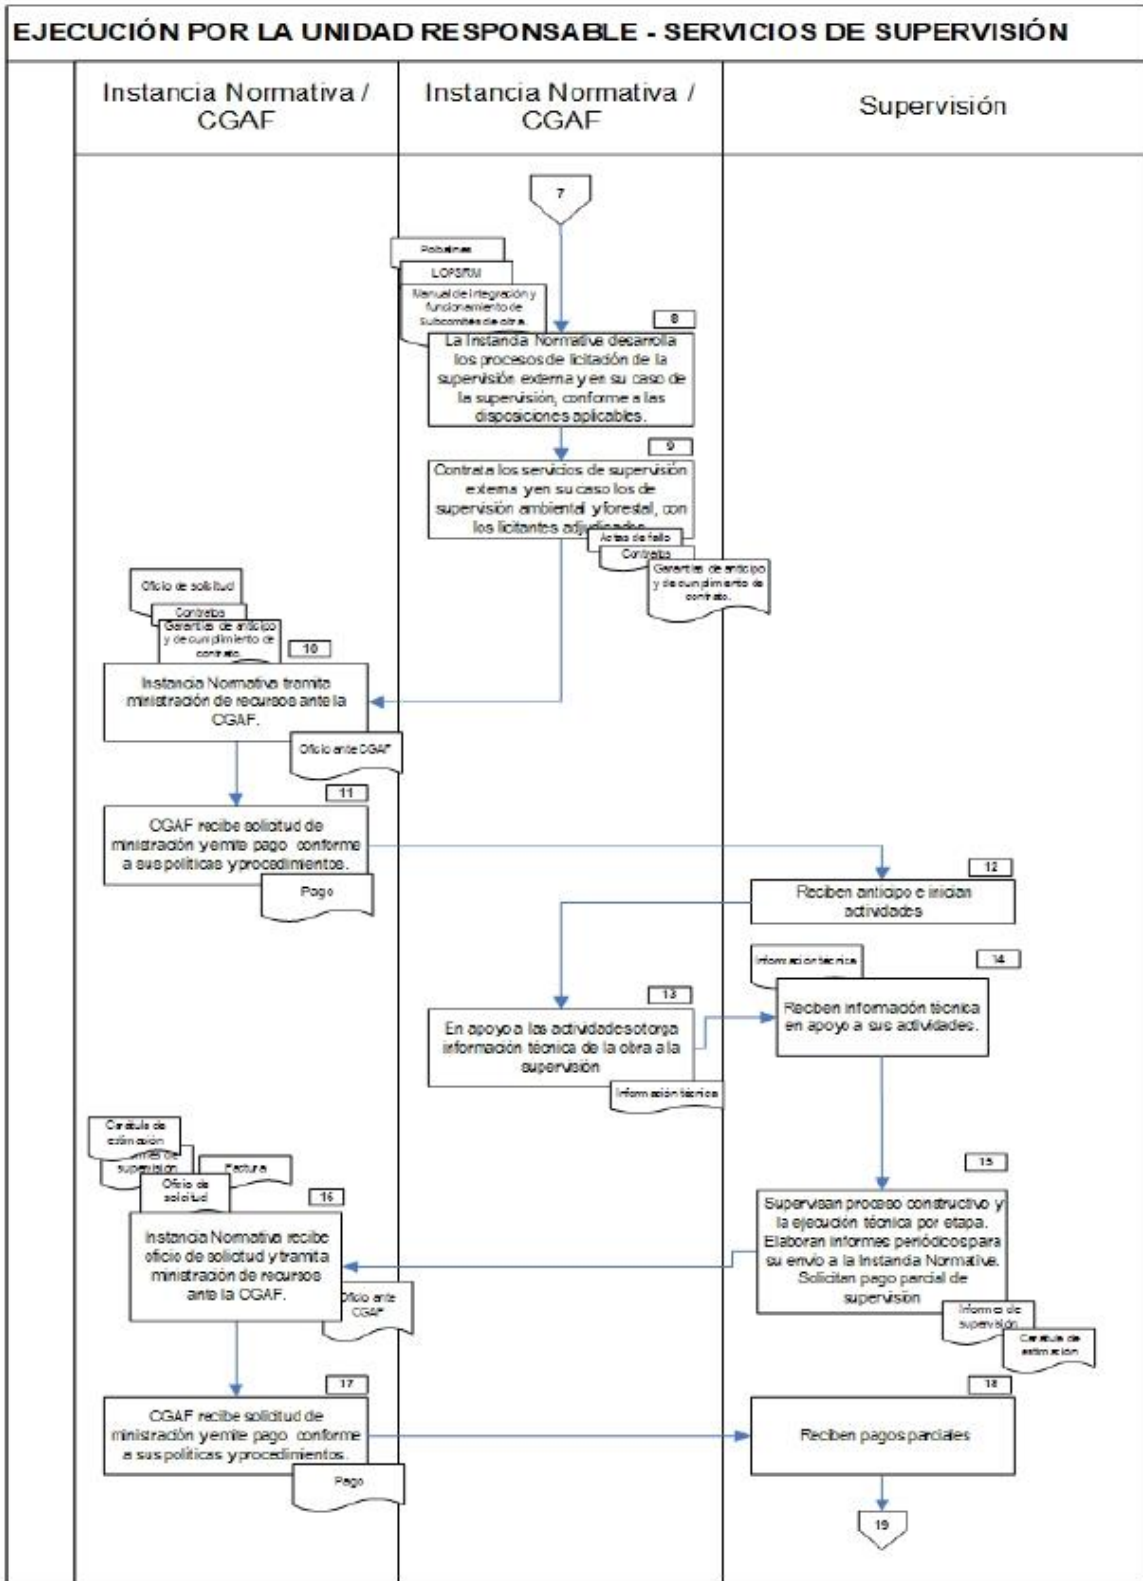 EJECUCIÓN POR LA UNIDAD RESPONSABLE - SERVICIOS DE SUPERVISIÓN
Instancia Normativa /
CGAF
Instancia Normativa /
CGAF
Supervisión
7
Pobalines
LOPSRM
Manual de integración y
funcionamiento de
Subcomités de obra.
8
La Instancia Normativa desarrolla
los procesos de licitación de la
supervisión externa y en su caso de
la supervisión, conforme a las
disposiciones aplicables.
9
Contrata los servicios de supervisión
externa y en su caso los de
supervisión ambiental y forestal, con
los licitantes adjudicados
Actas de fallo
Contratos
Garantías de anticipo
y de cumplimiento de
contrato.
Oficio de solicitud
Contratos
Garantías de anticipo
y de cumplimiento de
contrato.
10
Instancia Normativa tramita
ministración de recursos ante la
CGAF.
Oficio ante CGAF
11
CGAF recibe solicitud de
ministración y emite pago conforme
a sus políticas y procedimientos.
Pago
12
Reciben anticipo e inician
actividades
13
En apoyo a las actividades otorga
información técnica de la obra a la
supervisión
Información técnica
Información técnica
14
Reciben información técnica
en apoyo a sus actividades.
15
Supervisan proceso constructivo y
la ejecución técnica por etapa.
Elaboran informes periódicos para
su envío a la Instancia Normative.
Solicitan pago parcial de
supervisión
Informes de
supervisión
Carátula de
estimación
Carátula de
estimación
supervisión
Factura
Oficio de
solicitud
16
Instancia Normativa recibe
oficio de solicitud y tramita
ministración de recursos
ante la CGAF.
Oficio ante
CGAF
17
CGAF recibe solicitud de
ministración y emite pago conforme
a sus políticas y procedimientos.
Pago
18
Reciben pagos parciales
19